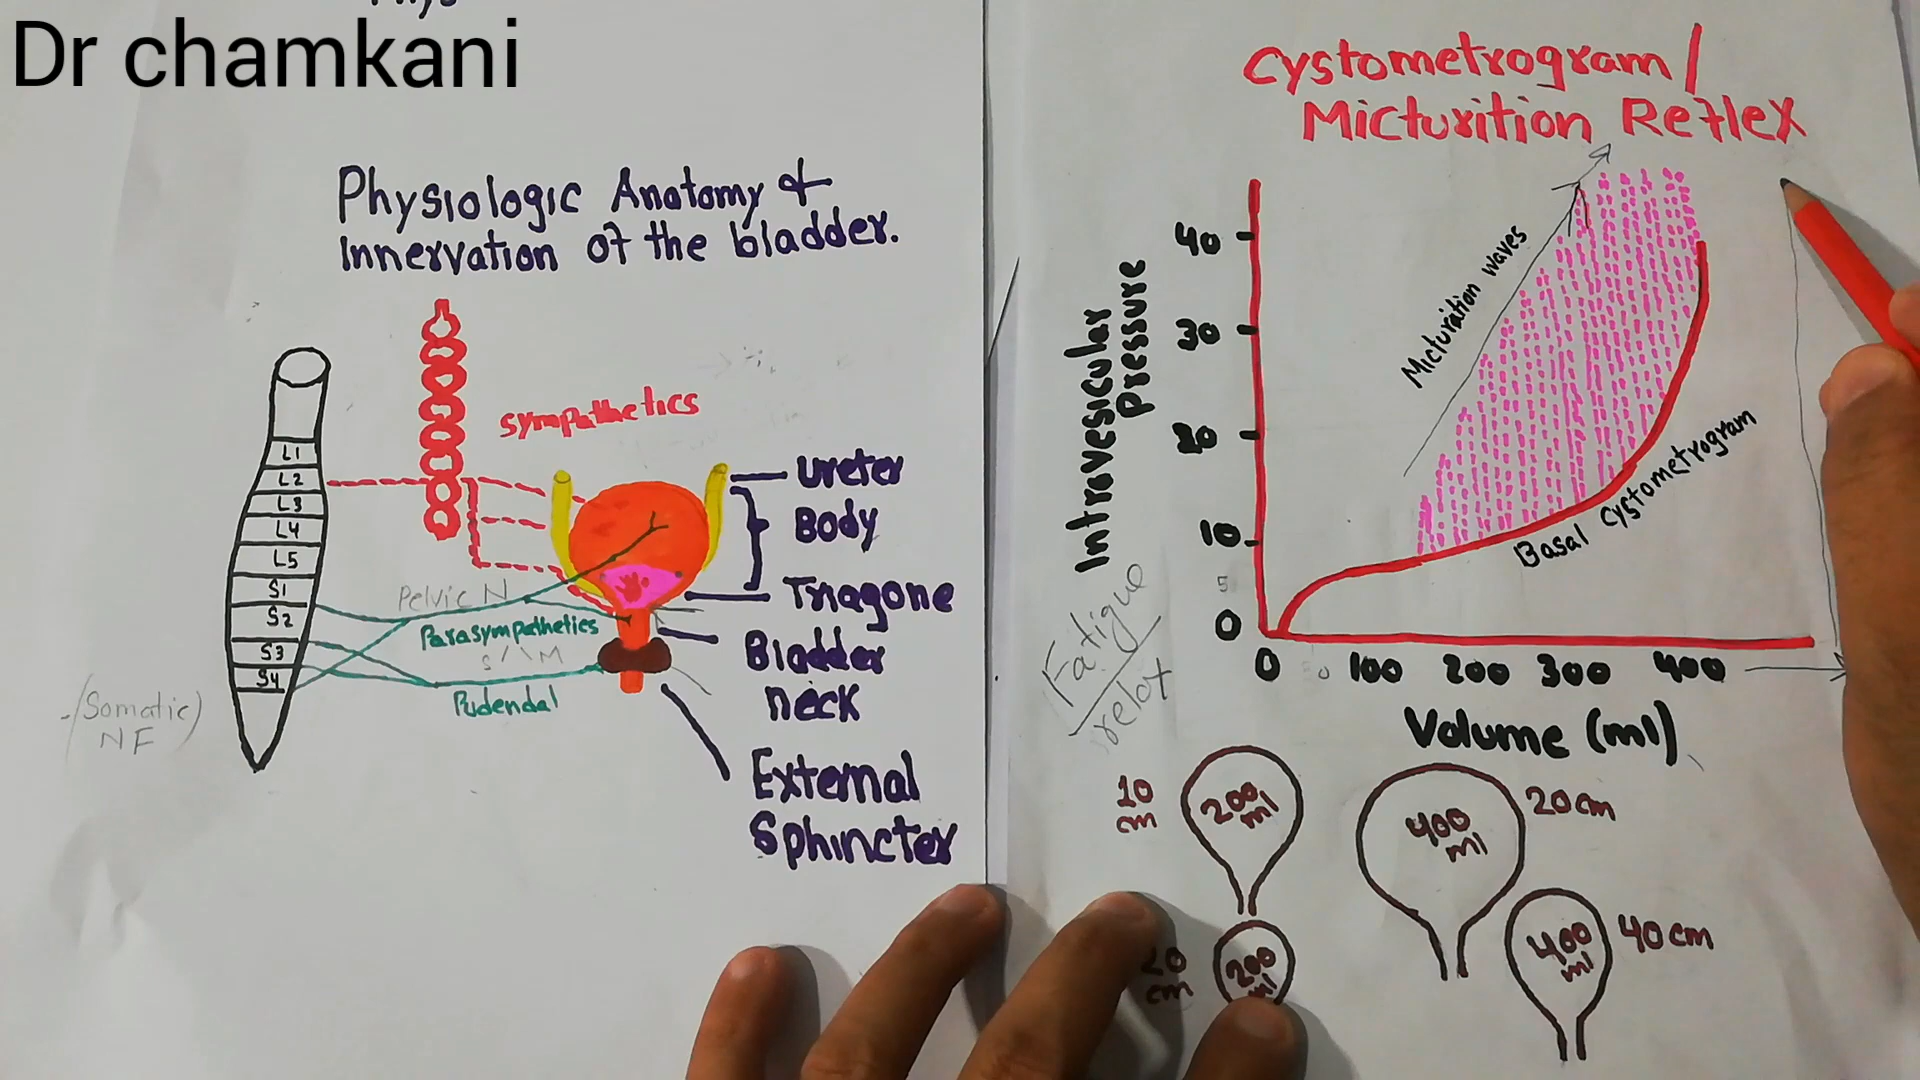 Dr chamkani
Physiologic Anatomy &
Innervation of the bladder.
L1
L2
L3
L4
L5
S1
S2
S3
S4
(Somatic)
NF
sympathetics
Pelvic N
Parasympathetics
S M
Pudendal
Ureter
Body
Triagone
Bladder
neck
External
Sphincter
Cystometrogram/
Micturition Reflex
Intravesicular
Pressure
40
30
20
10
5
0
0 100 200 300 400
Volume (ml)
Micturition waves
Basal Cystometrogram
Fatigue
relax
10
cm
200
ml
400
ml
20cm
20
cm
200
ml
400
ml
40cm